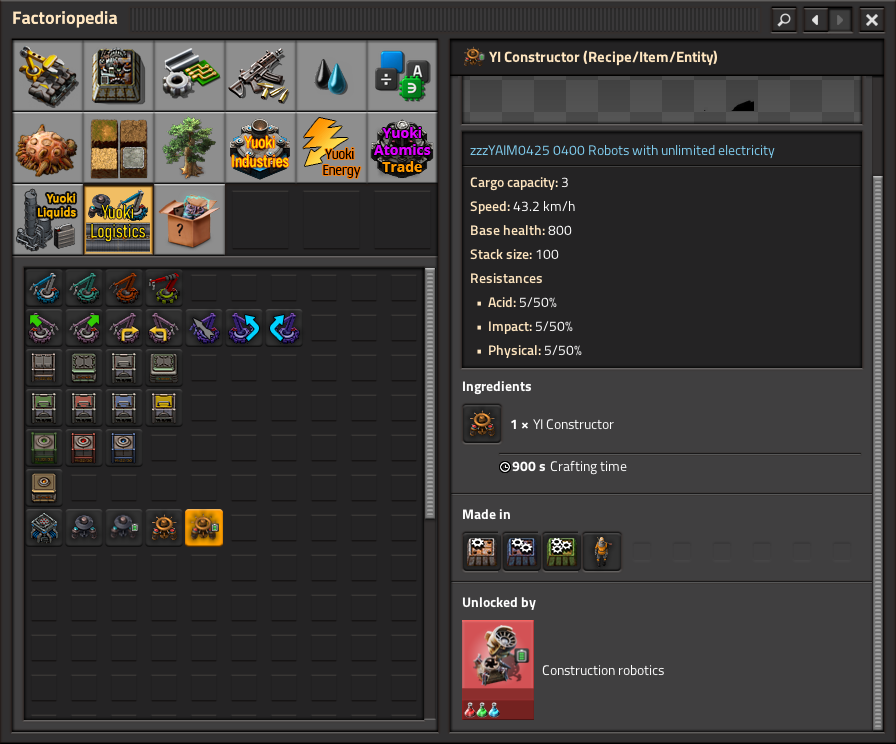 Factoriopedia
A
Yuoki
Industries
Yuoki
Energy
Yuoki
Atomics
Trade
Yuoki
Liquids
Yuoki
Logistics
?
YI Constructor (Recipe/Item/Entity)
zzzYAIM0425 0400 Robots with unlimited electricity
Cargo capacity: 3
Speed: 43.2 km/h
Base health: 800
Stack size: 100
Resistances
▪ Acid: 5/50%
▪ Impact: 5/50%
▪ Physical: 5/50%
Ingredients
1 × YI Constructor
900 s Crafting time
Made in
Unlocked by
Construction robotics